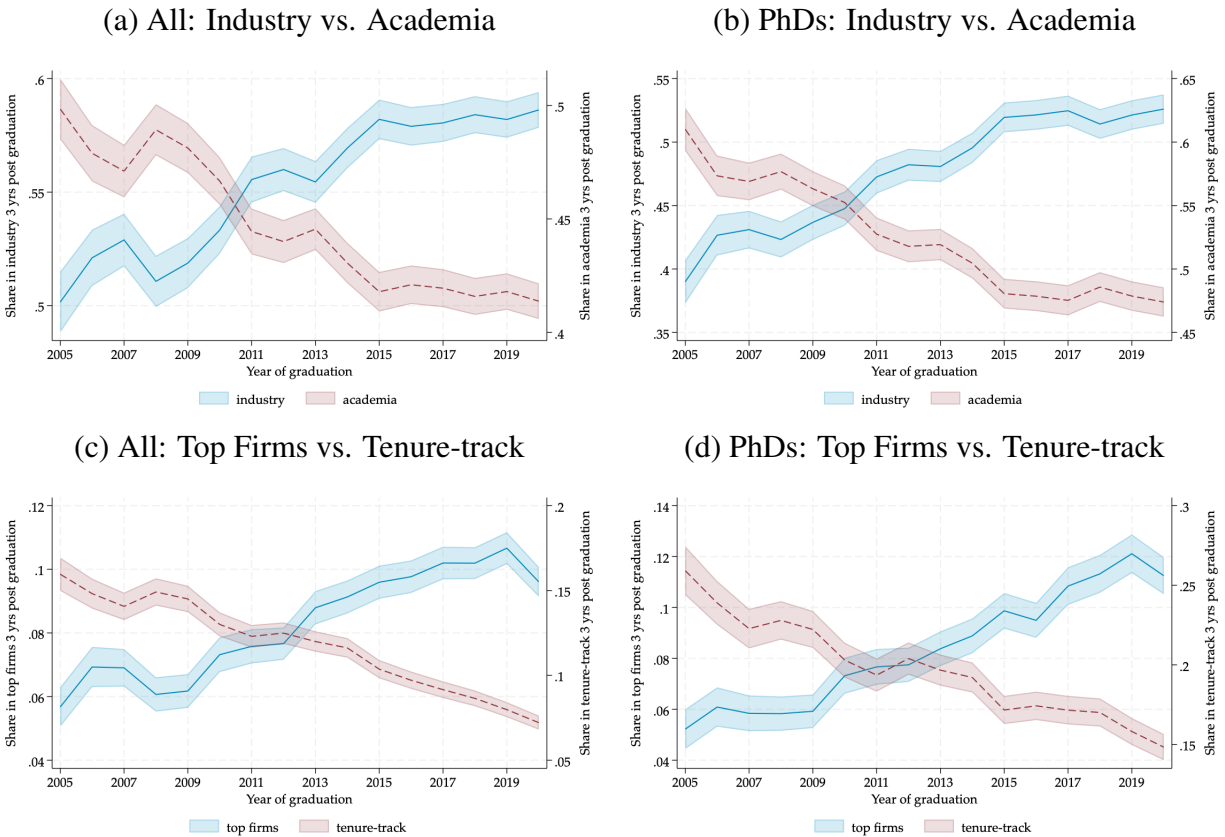 (a) All: Industry vs. Academia
Share in industry 3 yrs post graduation
.6
.55
.5
.5
.45
.4
Share in academia 3 yrs post graduation
2005 2007 2009 2011 2013 2015 2017 2019
Year of graduation
industry academia
(b) PhDs: Industry vs. Academia
Share in industry 3 yrs post graduation
.55
.5
.45
.4
.35
.65
.6
.55
.5
.45
Share in academia 3 yrs post graduation
2005 2007 2009 2011 2013 2015 2017 2019
Year of graduation
industry academia
(c) All: Top Firms vs. Tenure-track
Share in top firms 3 yrs post graduation
.12
.1
.08
.06
.04
.2
.15
.1
.05
Share in tenure-track 3 yrs post graduation
2005 2007 2009 2011 2013 2015 2017 2019
Year of graduation
top firms tenure-track
(d) PhDs: Top Firms vs. Tenure-track
Share in top firms 3 yrs post graduation
.14
.12
.1
.08
.06
.04
.3
.25
.2
.15
Share in tenure-track 3 yrs post graduation
2005 2007 2009 2011 2013 2015 2017 2019
Year of graduation
top firms tenure-track